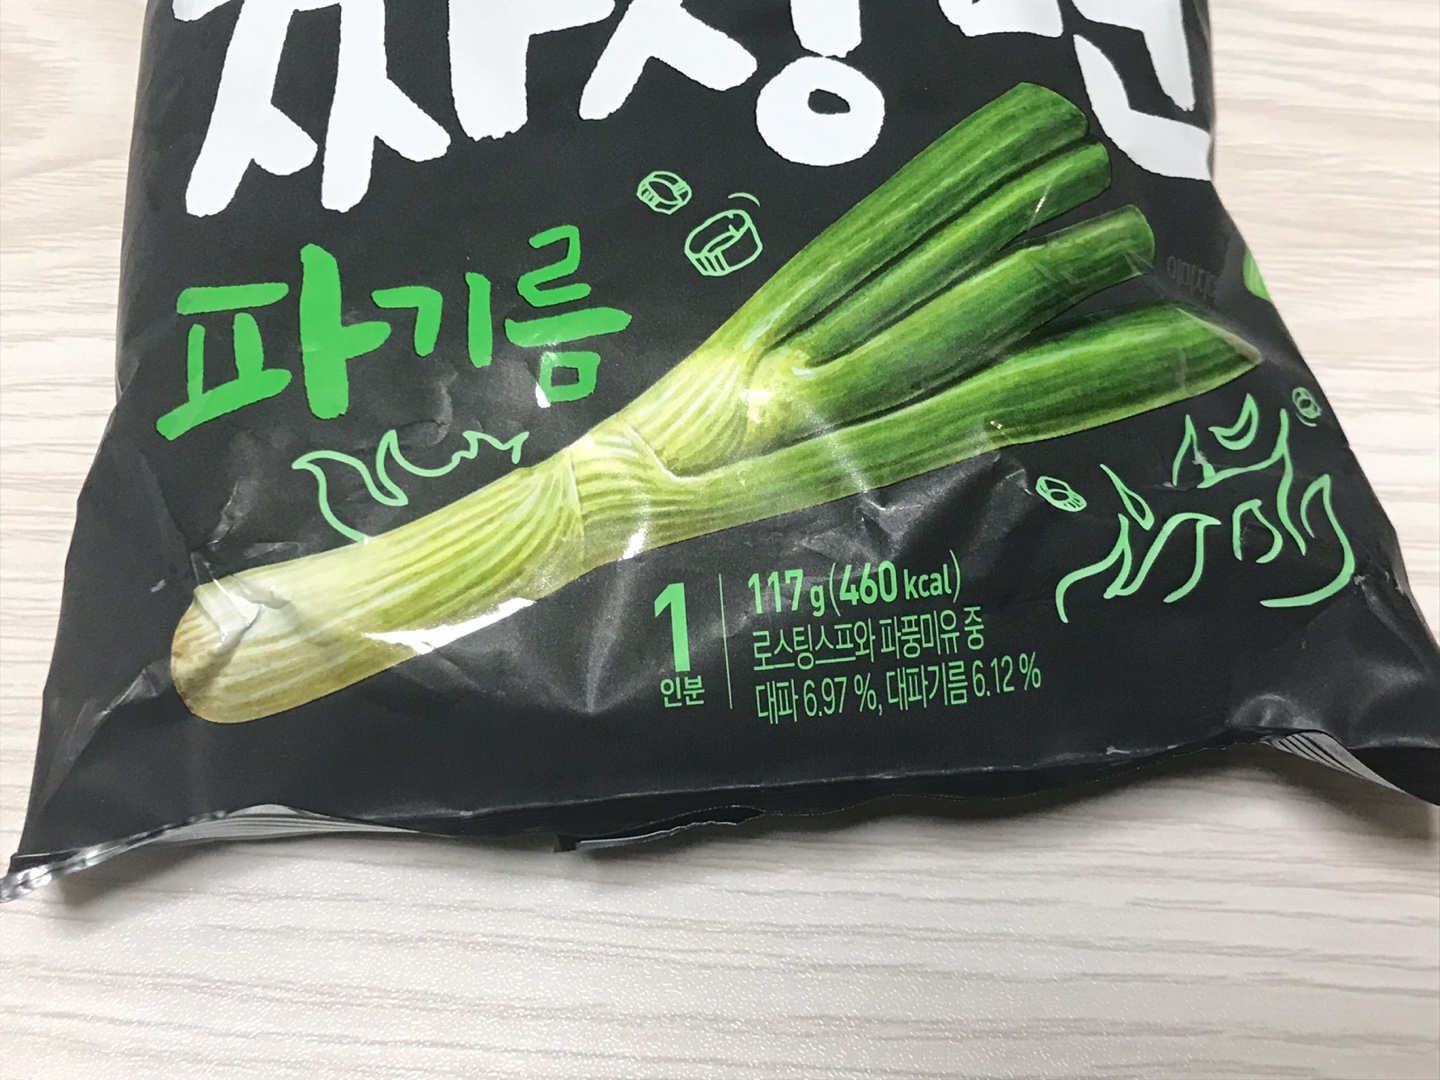 짜장면
파기름
1
인분
117 g (460 kcal)
로스팅스프와 파풍미유 중
대파 6.97 %, 대파기름 6.12 %